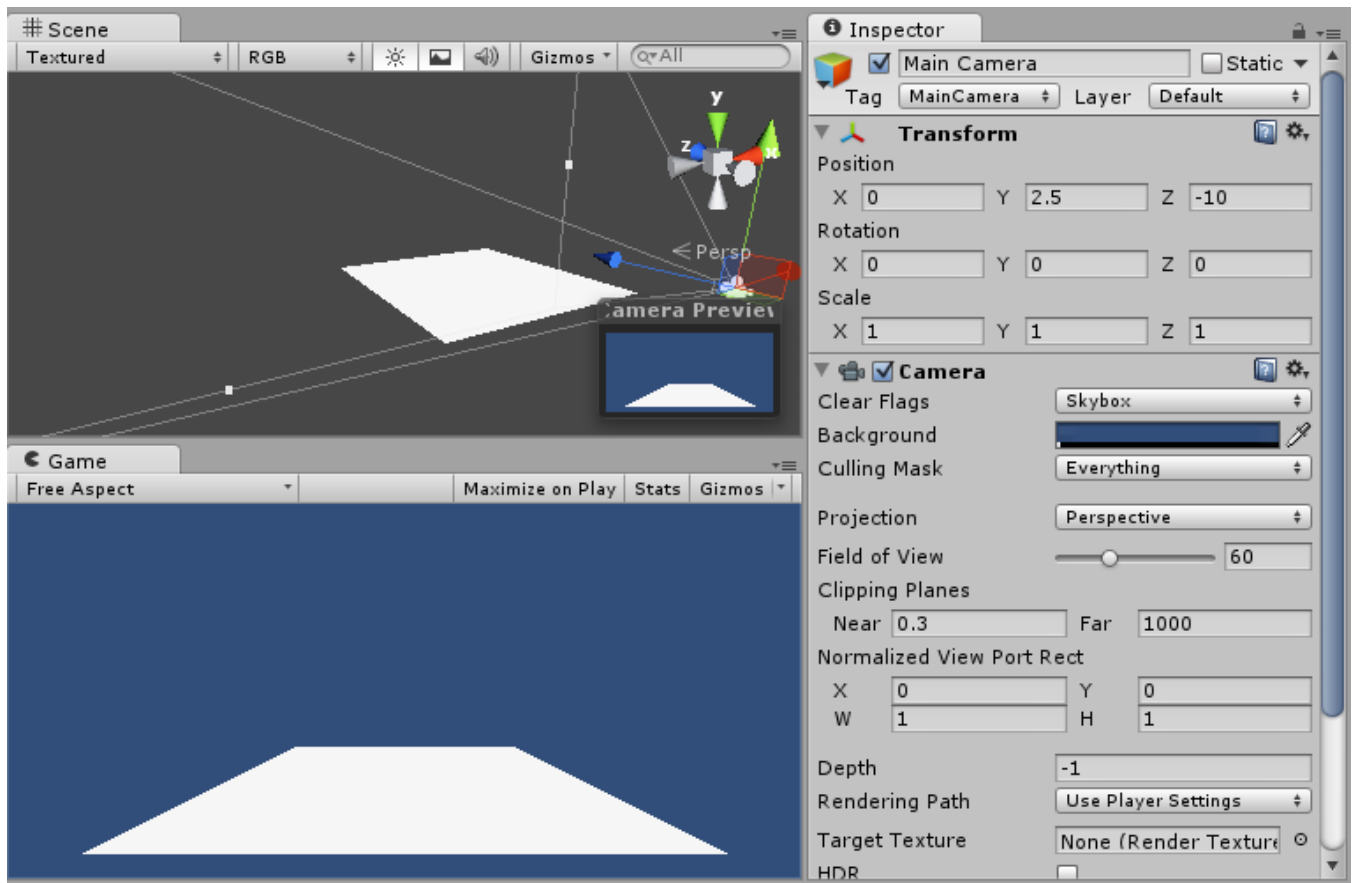 Scene
Textured RGB Gizmos All
y
z x
Persp
Camera Preview
Game
Free Aspect Maximize on Play Stats Gizmos
Inspector
Main Camera Static
Tag MainCamera Layer Default
Transform
Position
X 0 Y 2.5 Z -10
Rotation
X 0 Y 0 Z 0
Scale
X 1 Y 1 Z 1
Camera
Clear Flags Skybox
Background
Culling Mask Everything
Projection Perspective
Field of View 60
Clipping Planes
Near 0.3 Far 1000
Normalized View Port Rect
X 0 Y 0
W 1 H 1
Depth -1
Rendering Path Use Player Settings
Target Texture None (Render Texture
HDR